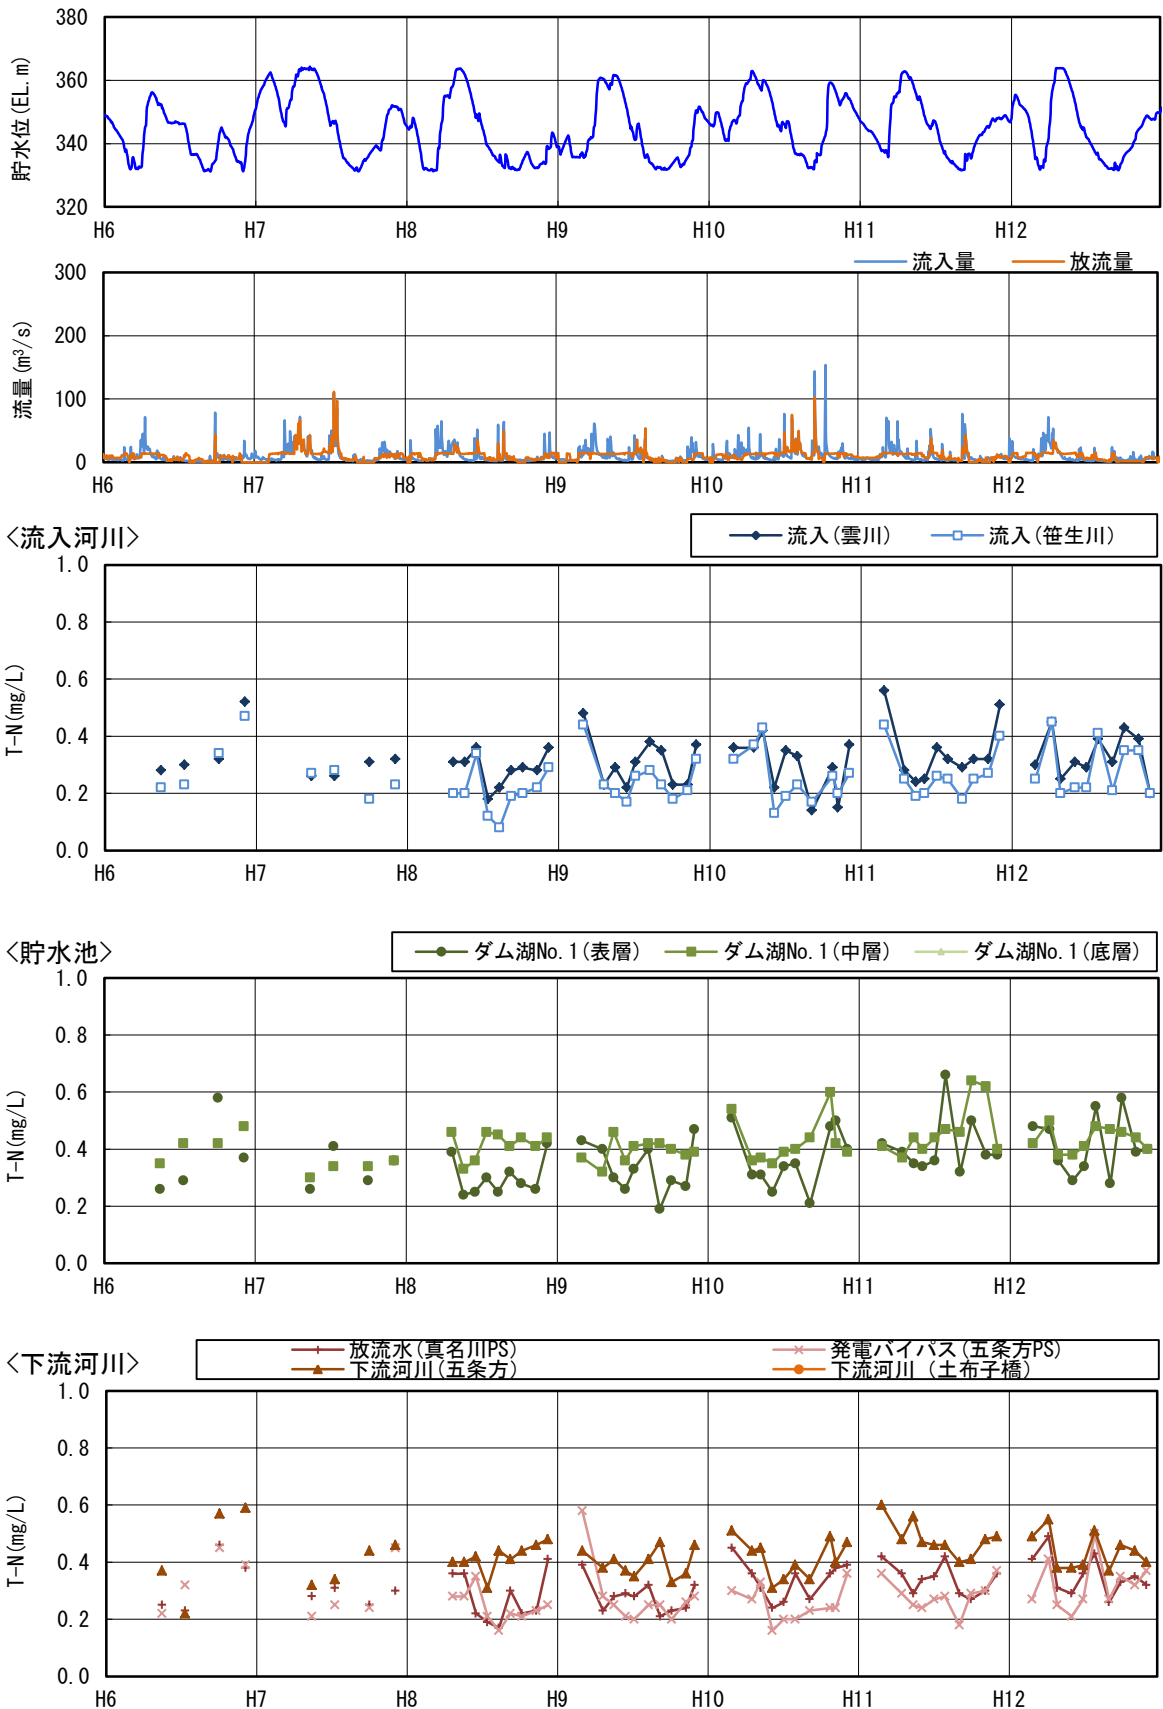 380
360
340
320
貯水位(EL.m)
H6 H7 H8 H9 H10 H11 H12
流入量 放流量
300
200
100
0
流量(m³/s)
H6 H7 H8 H9 H10 H11 H12
<流入河川>
流入(雲川) 流入(笹生川)
1.0
0.8
0.6
0.4
0.2
0.0
T-N(mg/L)
H6 H7 H8 H9 H10 H11 H12
<貯水池>
ダム湖No.1(表層) ダム湖No.1(中層) ダム湖No.1(底層)
1.0
0.8
0.6
0.4
0.2
0.0
T-N(mg/L)
H6 H7 H8 H9 H10 H11 H12
<下流河川>
放流水(真名川PS) 発電バイパス(五条方PS)
下流河川(五条方) 下流河川 (土布子橋)
1.0
0.8
0.6
0.4
0.2
0.0
T-N(mg/L)
H6 H7 H8 H9 H10 H11 H12